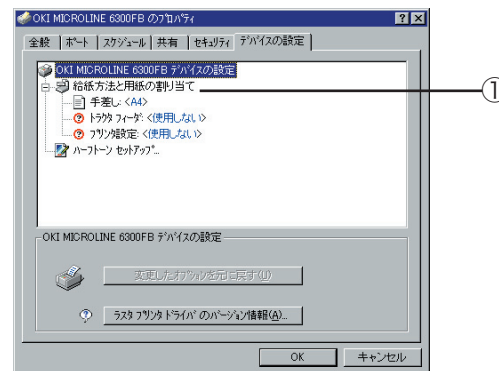 OKI MICROLINE 6300FB のプロパティ
全般 ポート スケジュール 共有 セキュリティ デバイスの設定
OKI MICROLINE 6300FB デバイスの設定
給紙方法と用紙の割り当て
①
手差し: <A4>
トラクタ フィーダ: <使用しない>
プリンタ設定: <使用しない>
ハーフトーン セットアップ...
OKI MICROLINE 6300FB デバイスの設定
変更したオプションを元に戻す(U)
ラスタ プリンタ ドライバ のバージョン情報(A)...
OK キャンセル